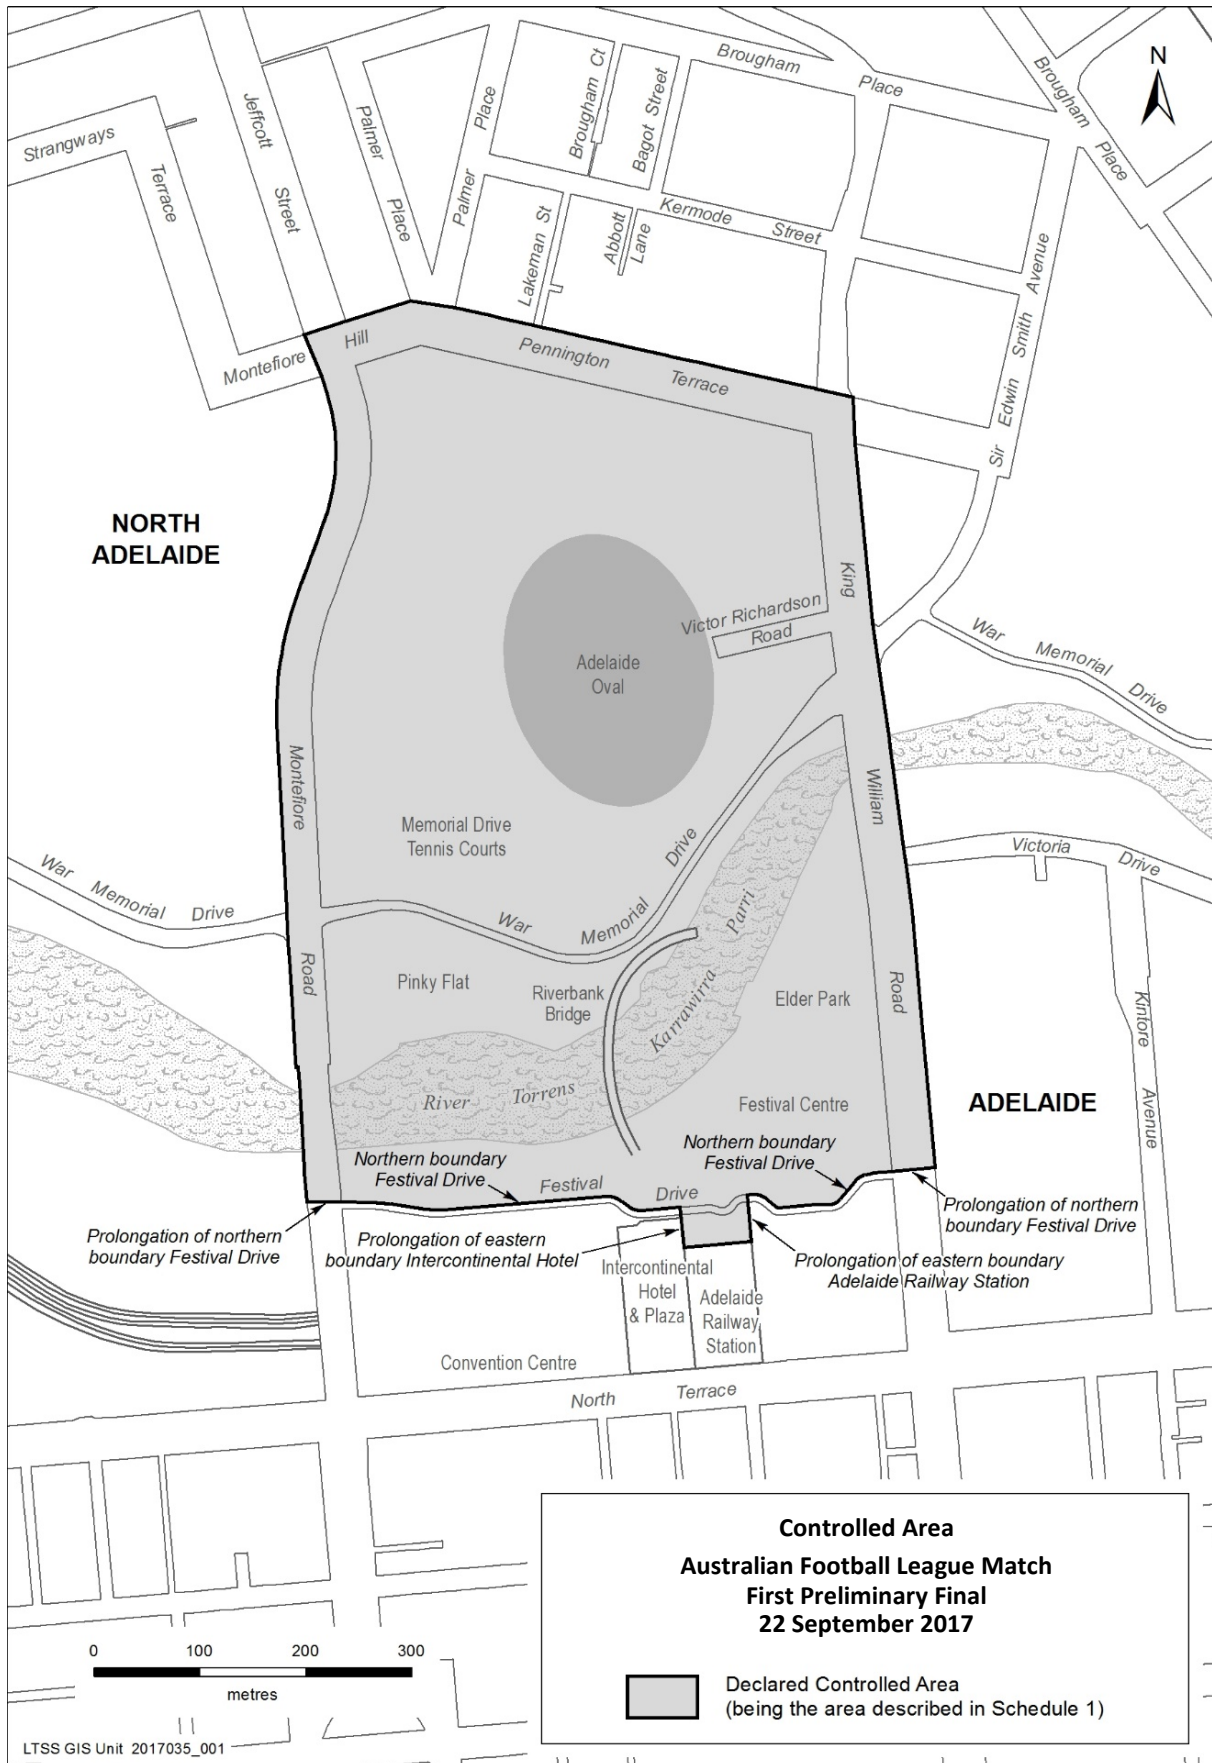 Brougham
Place
N
Brougham
Place
Jeffcott
Street
Palmer
Place
Palmer
Place
Brougham Ct
Bagot Street
Strangways
Terrace
Kermode
Street
Lakeman St
Abbott
Lane
Sir Edwin Smith Avenue
Montefiore
Hill
Pennington
Terrace
NORTH
ADELAIDE
King
William
Road
Victor Richardson
Road
Adelaide
Oval
War Memorial Drive
Montefiore
Road
Memorial Drive
Tennis Courts
Victoria Drive
War Memorial Drive
War Memorial Drive
Pinky Flat
Riverbank
Bridge
Karrawirra Parri
Elder Park
Kintore
Avenue
River Torrens
Festival Centre
ADELAIDE
Northern boundary
Festival Drive
Northern boundary
Festival Drive
Festival Drive
Prolongation of northern
boundary Festival Drive
Prolongation of eastern
boundary Intercontinental Hotel
Prolongation of northern
boundary Festival Drive
Prolongation of eastern boundary
Adelaide Railway Station
Intercontinental
Hotel
& Plaza
Adelaide
Railway
Station
Convention Centre
North Terrace
Controlled Area
Australian Football League Match
First Preliminary Final
22 September 2017
Declared Controlled Area
(being the area described in Schedule 1)
0 100 200 300
metres
LTSS GIS Unit 2017035_001